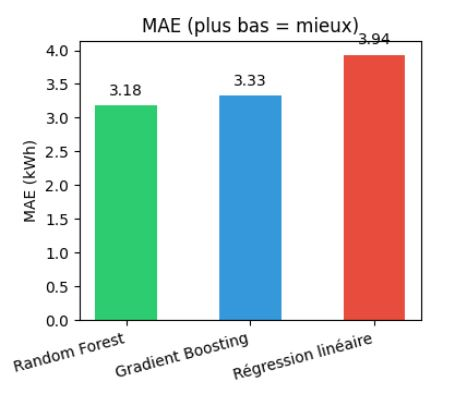 MAE (plus bas = mieux)
3.94
4.0
3.5
3.33
3.18
3.0
2.5
2.0
1.5
1.0
0.5
0.0
MAE (kWh)
Random Forest
Gradient Boosting
Régression linéaire